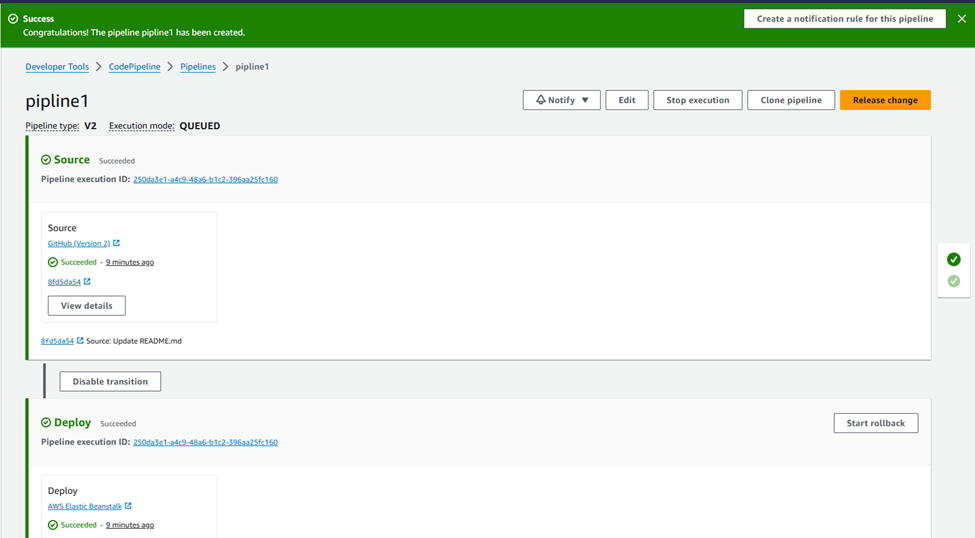 Success
Congratulations! The pipeline pipline1 has been created.
Create a notification rule for this pipeline
Developer Tools
CodePipeline
Pipelines
pipline1
pipline1
Notify
Edit
Stop execution
Clone pipeline
Release change
Pipeline type: V2 Execution mode: QUEUED
Source Succeeded
Pipeline execution ID: 250da3e1-a4c9-48a6-b1c2-396aa25fc160
Source
GitHub (Version 2)
Succeeded - 9 minutes ago
8fd5da54
View details
8fd5da54 Source: Update README.md
Disable transition
Deploy Succeeded
Start rollback
Pipeline execution ID: 250da3e1-a4c9-48a6-b1c2-396aa25fc160
Deploy
AWS Elastic Beanstalk
Succeeded - 9 minutes ago